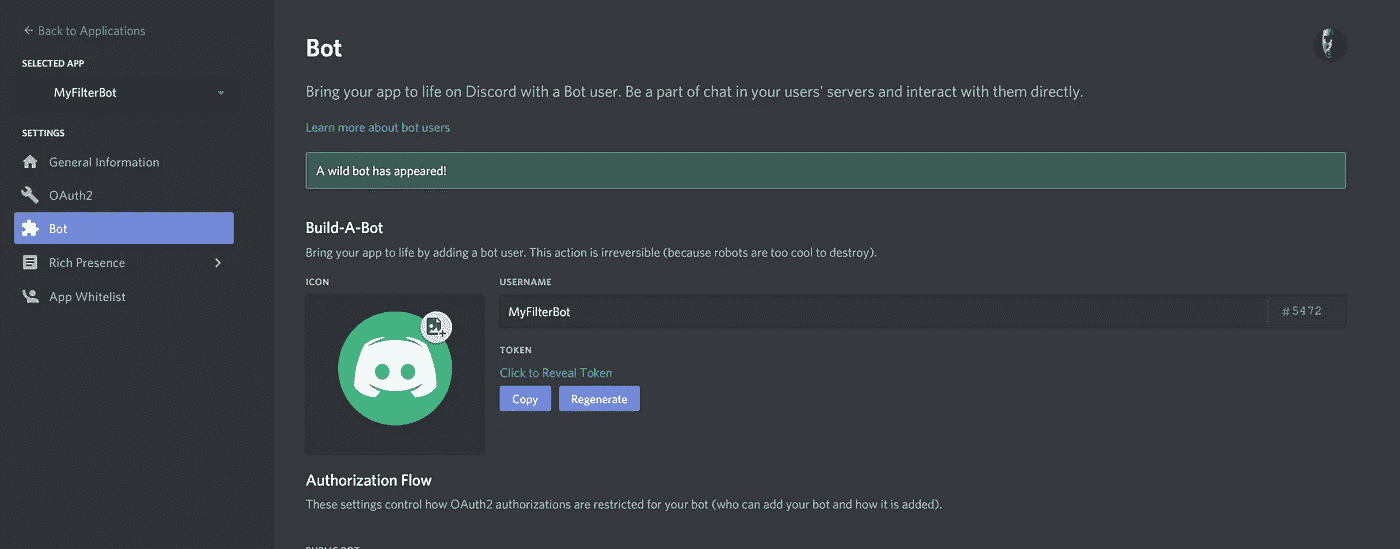 Back to Applications
SELECTED APP
MyFilterBot
SETTINGS
General Information
OAuth2
Bot
Rich Presence
App Whitelist
Bot
Bring your app to life on Discord with a Bot user. Be a part of chat in your users' servers and interact with them directly.
Learn more about bot users
A wild bot has appeared!
Build-A-Bot
Bring your app to life by adding a bot user. This action is irreversible (because robots are too cool to destroy).
ICON
USERNAME
MyFilterBot
#5472
TOKEN
Click to Reveal Token
Copy
Regenerate
Authorization Flow
These settings control how OAuth2 authorizations are restricted for your bot (who can add your bot and how it is added).
PUBLIC BOT